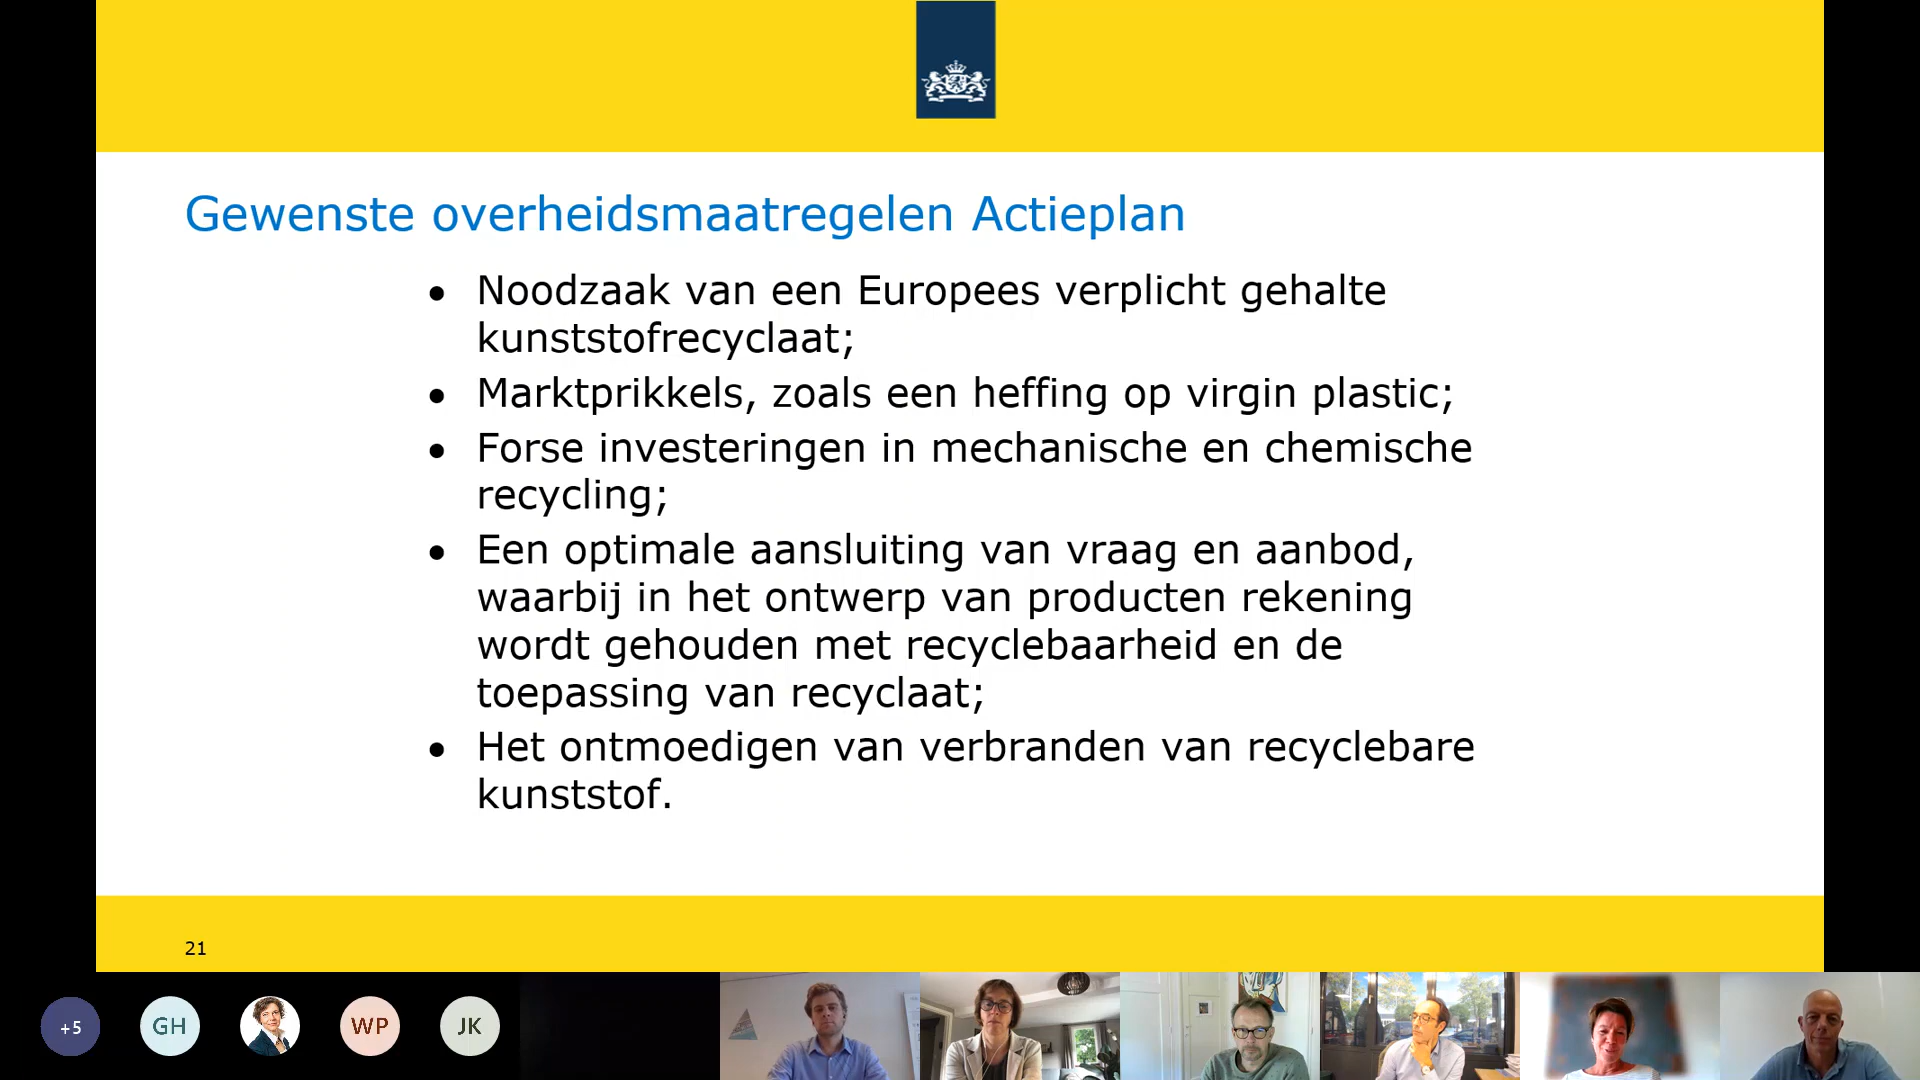 Gewenste overheidsmaatregelen Actieplan
• Noodzaak van een Europees verplicht gehalte
kunststofrecyclaat;
• Marktprikkels, zoals een heffing op virgin plastic;
• Forse investeringen in mechanische en chemische
recycling;
• Een optimale aansluiting van vraag en aanbod,
waarbij in het ontwerp van producten rekening
wordt gehouden met recyclebaarheid en de
toepassing van recyclaat;
• Het ontmoedigen van verbranden van recyclebare
kunststof.
21
+5
GH
WP
JK